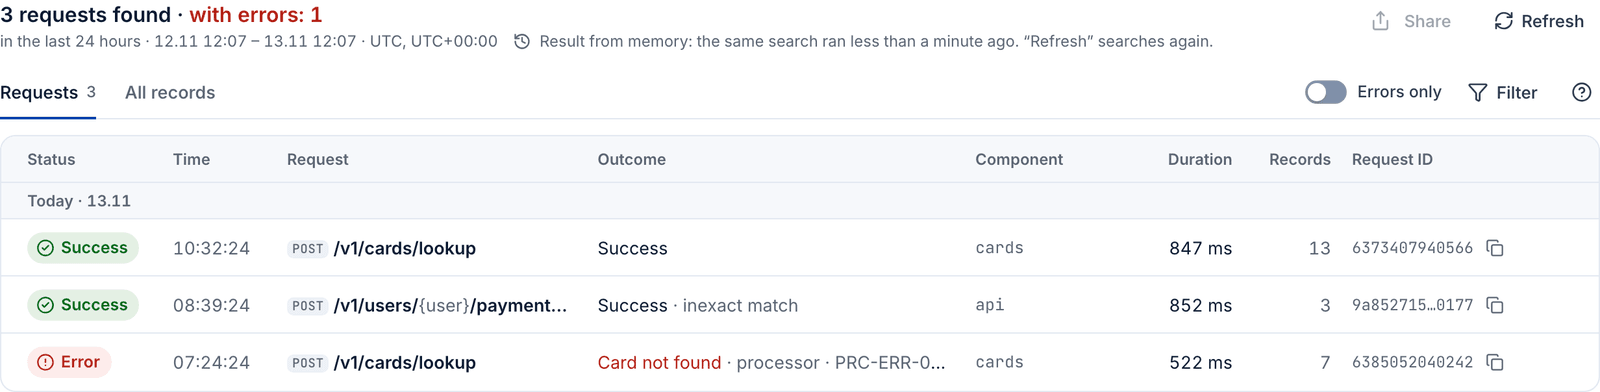 3 requests found · with errors: 1
Share
Refresh
in the last 24 hours · 12.11 12:07 – 13.11 12:07 · UTC, UTC+00:00
Result from memory: the same search ran less than a minute ago. “Refresh” searches again.
Requests 3
All records
Errors only
Filter
Status Time Request Outcome Component Duration Records Request ID
Today · 13.11
Success 10:32:24 POST /v1/cards/lookup Success cards 847 ms 13 6373407940566
Success 08:39:24 POST /v1/users/{user}/payment... Success · inexact match api 852 ms 3 9a852715…0177
Error 07:24:24 POST /v1/cards/lookup Card not found · processor · PRC-ERR-0... cards 522 ms 7 6385052040242